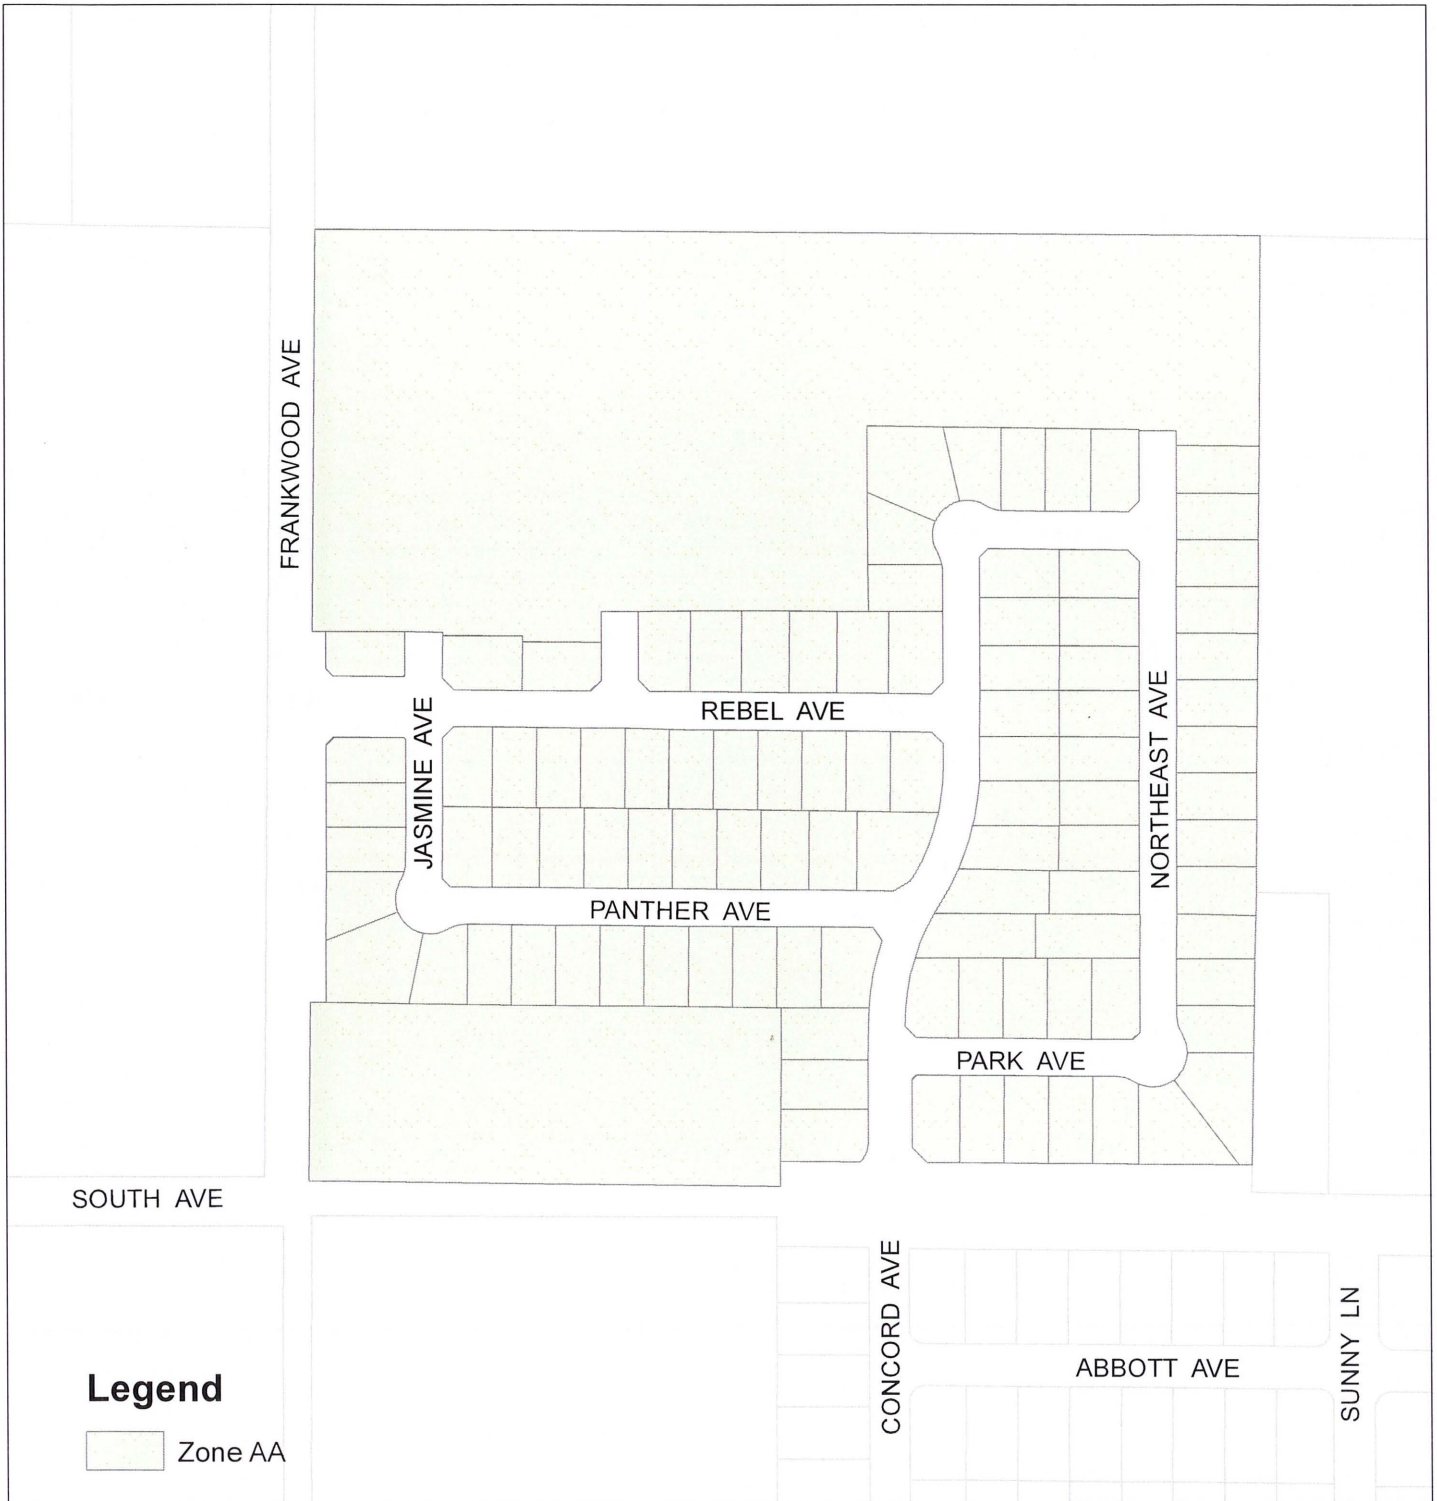 FRANKWOOD AVE
REBEL AVE
JASMINE AVE
NORTHEAST AVE
PANTHER AVE
PARK AVE
SOUTH AVE
CONCORD AVE
SUNNY LN
ABBOTT AVE
Legend
Zone AA